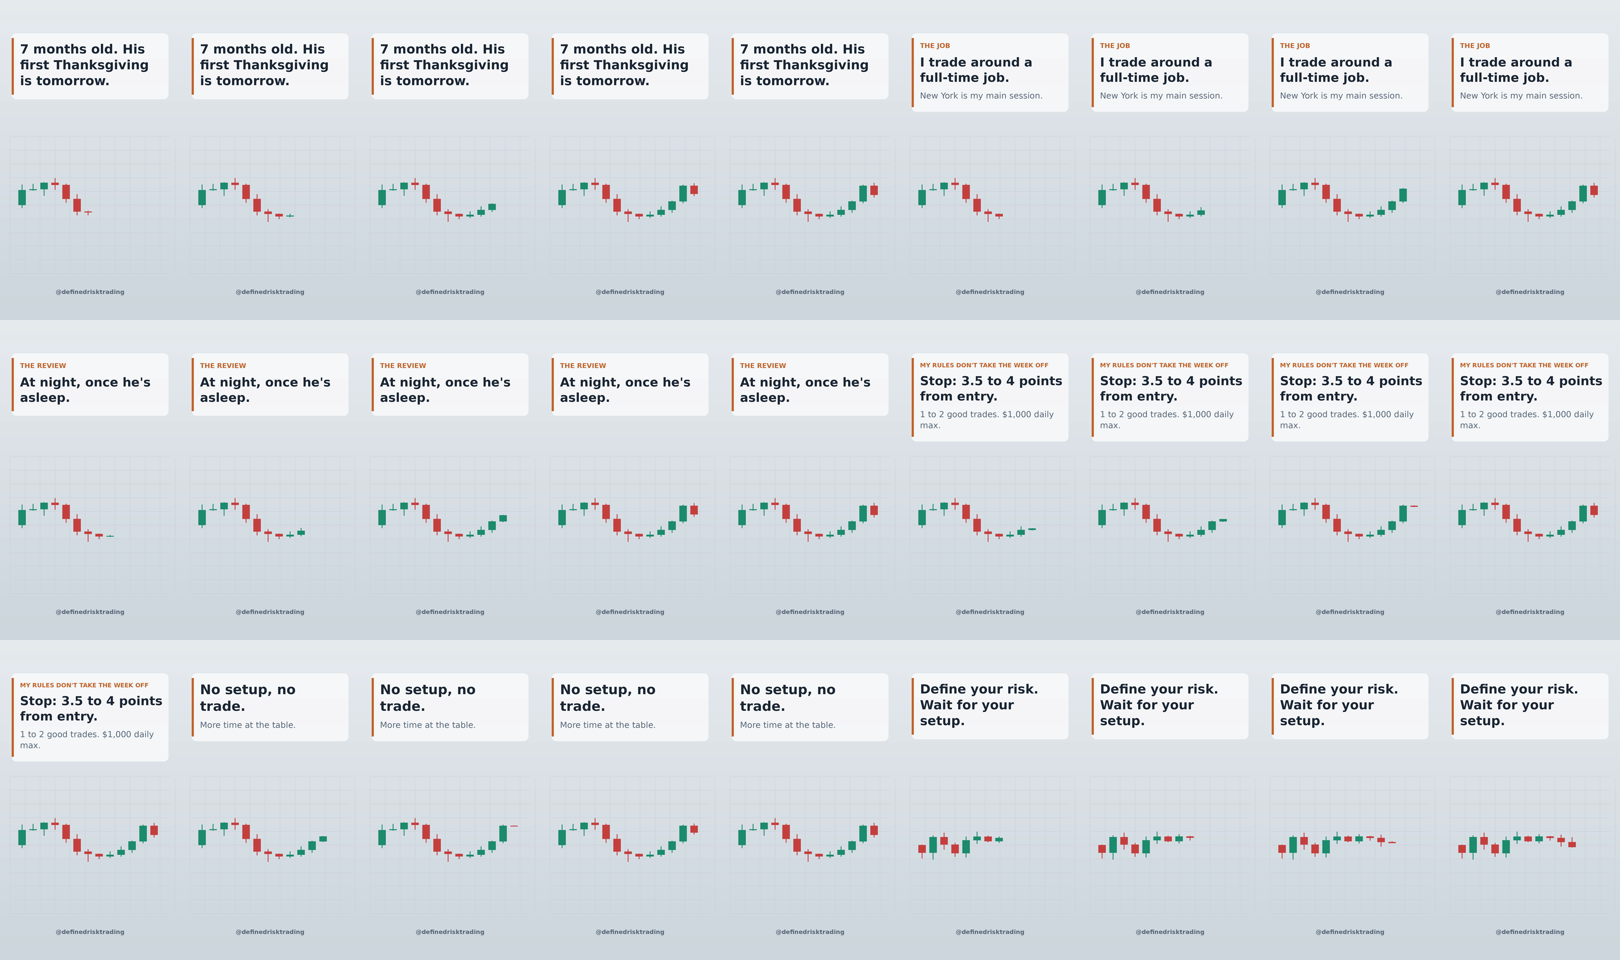 7 months old. His
first Thanksgiving
is tomorrow.
7 months old. His
first Thanksgiving
is tomorrow.
7 months old. His
first Thanksgiving
is tomorrow.
7 months old. His
first Thanksgiving
is tomorrow.
7 months old. His
first Thanksgiving
is tomorrow.
THE JOB
I trade around a
full-time job.
New York is my main session.
THE JOB
I trade around a
full-time job.
New York is my main session.
THE JOB
I trade around a
full-time job.
New York is my main session.
THE JOB
I trade around a
full-time job.
New York is my main session.
@definedrisktrading
@definedrisktrading
@definedrisktrading
@definedrisktrading
@definedrisktrading
@definedrisktrading
@definedrisktrading
@definedrisktrading
@definedrisktrading
THE REVIEW
At night, once he's
asleep.
THE REVIEW
At night, once he's
asleep.
THE REVIEW
At night, once he's
asleep.
THE REVIEW
At night, once he's
asleep.
THE REVIEW
At night, once he's
asleep.
MY RULES DON'T TAKE THE WEEK OFF
Stop: 3.5 to 4 points
from entry.
1 to 2 good trades. $1,000 daily
max.
MY RULES DON'T TAKE THE WEEK OFF
Stop: 3.5 to 4 points
from entry.
1 to 2 good trades. $1,000 daily
max.
MY RULES DON'T TAKE THE WEEK OFF
Stop: 3.5 to 4 points
from entry.
1 to 2 good trades. $1,000 daily
max.
MY RULES DON'T TAKE THE WEEK OFF
Stop: 3.5 to 4 points
from entry.
1 to 2 good trades. $1,000 daily
max.
@definedrisktrading
@definedrisktrading
@definedrisktrading
@definedrisktrading
@definedrisktrading
@definedrisktrading
@definedrisktrading
@definedrisktrading
@definedrisktrading
MY RULES DON'T TAKE THE WEEK OFF
Stop: 3.5 to 4 points
from entry.
1 to 2 good trades. $1,000 daily
max.
No setup, no
trade.
More time at the table.
No setup, no
trade.
More time at the table.
No setup, no
trade.
More time at the table.
No setup, no
trade.
More time at the table.
Define your risk.
Wait for your
setup.
Define your risk.
Wait for your
setup.
Define your risk.
Wait for your
setup.
Define your risk.
Wait for your
setup.
@definedrisktrading
@definedrisktrading
@definedrisktrading
@definedrisktrading
@definedrisktrading
@definedrisktrading
@definedrisktrading
@definedrisktrading
@definedrisktrading